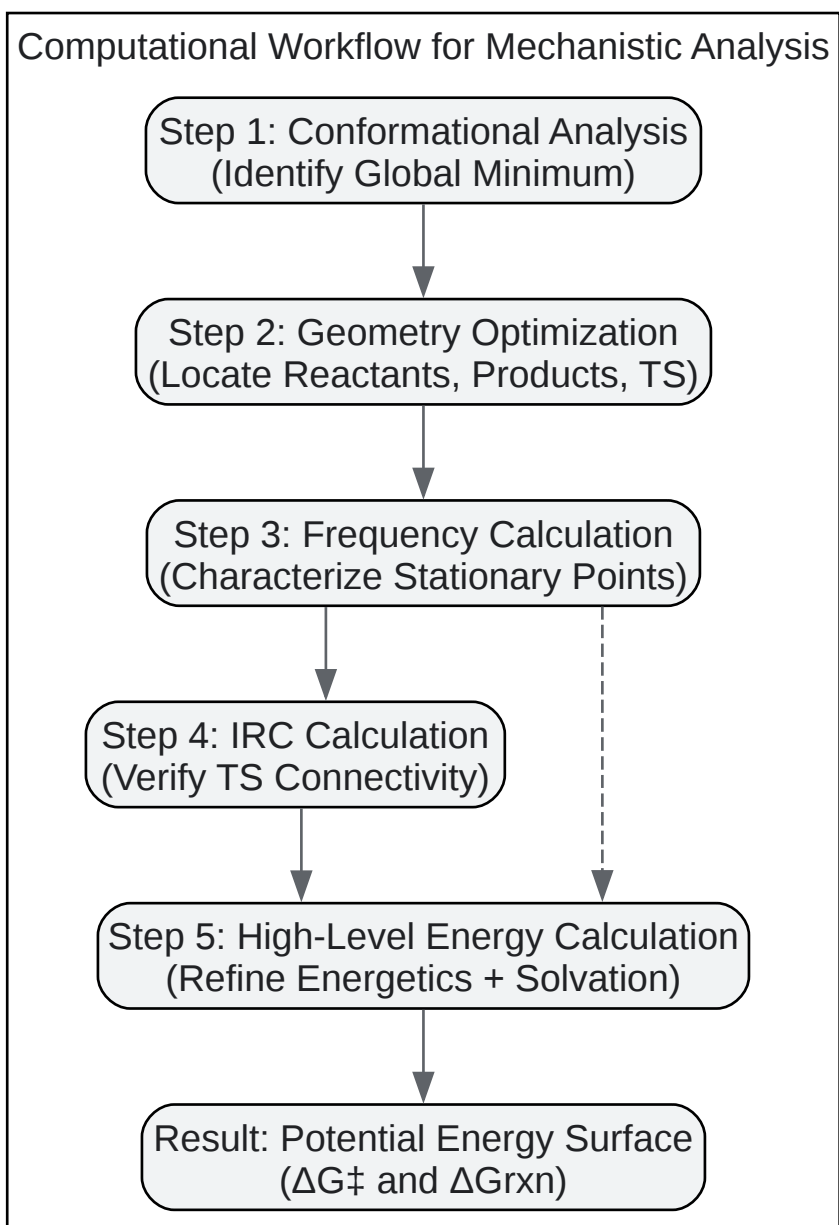 Computational Workflow for Mechanistic Analysis
Step 1: Conformational Analysis
(Identify Global Minimum)
Step 2: Geometry Optimization
(Locate Reactants, Products, TS)
Step 3: Frequency Calculation
(Characterize Stationary Points)
Step 4: IRC Calculation
(Verify TS Connectivity)
Step 5: High-Level Energy Calculation
(Refine Energetics + Solvation)
Result: Potential Energy Surface
(ΔG‡ and ΔGrxn)